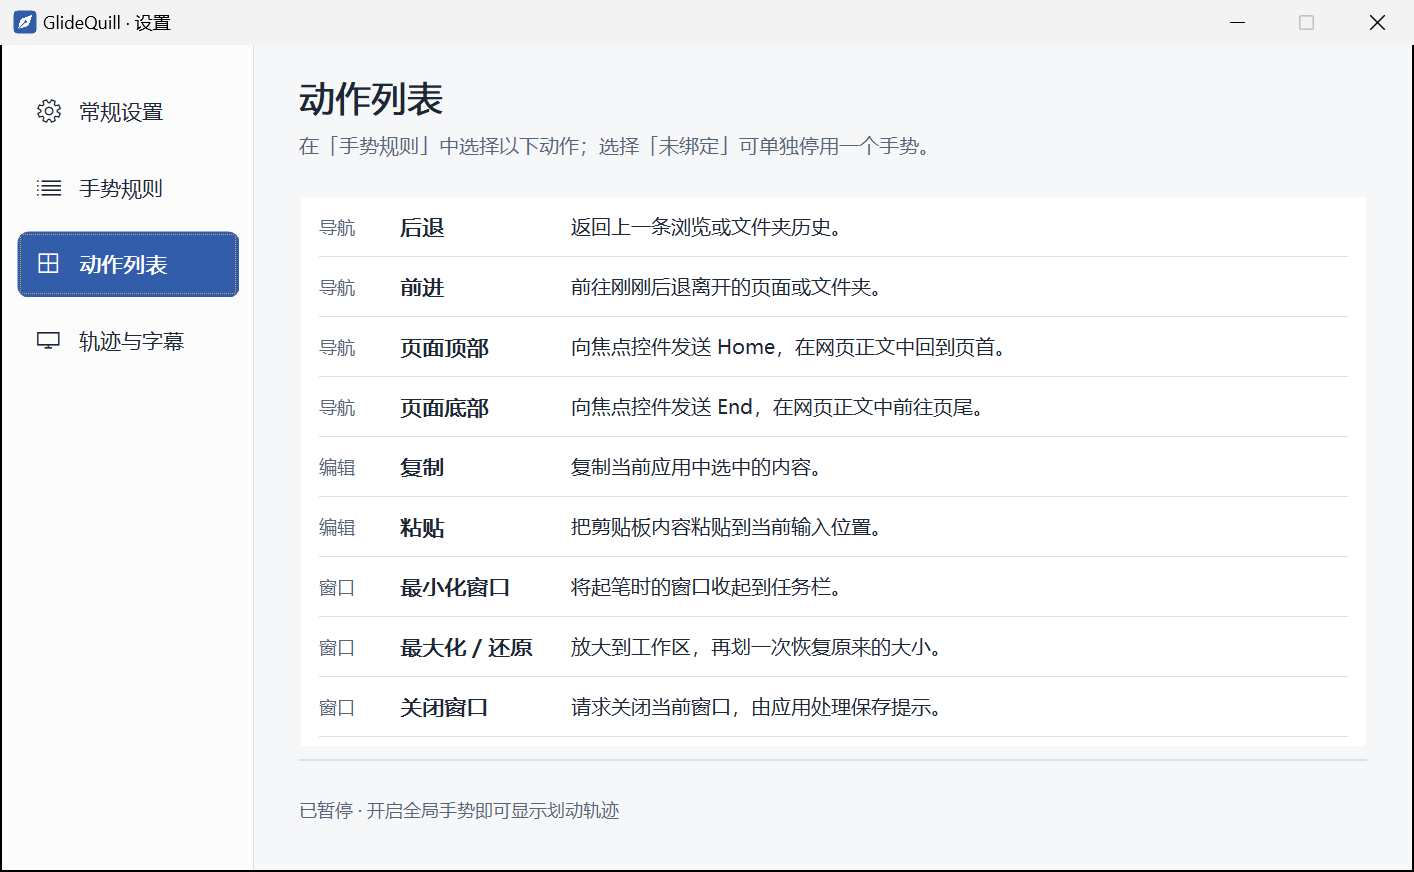 GlideQuill · 设置
常规设置
手势规则
动作列表
轨迹与字幕
动作列表
在「手势规则」中选择以下动作；选择「未绑定」可单独停用一个手势。
导航 后退 返回上一条浏览或文件夹历史。
导航 前进 前往刚刚后退离开的页面或文件夹。
导航 页面顶部 向焦点控件发送 Home，在网页正文中回到页首。
导航 页面底部 向焦点控件发送 End，在网页正文中前往页尾。
编辑 复制 复制当前应用中选中的内容。
编辑 粘贴 把剪贴板内容粘贴到当前输入位置。
窗口 最小化窗口 将起笔时的窗口收起到任务栏。
窗口 最大化 / 还原 放大到工作区，再划一次恢复原来的大小。
窗口 关闭窗口 请求关闭当前窗口，由应用处理保存提示。
已暂停 · 开启全局手势即可显示划动轨迹